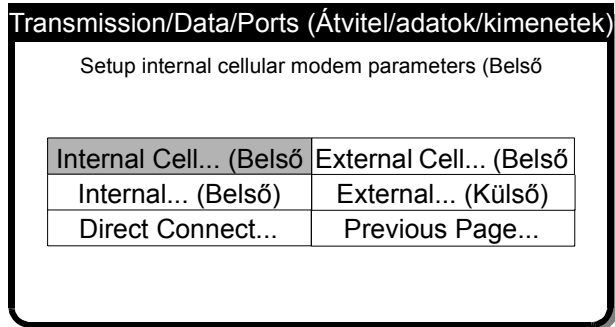 Transmission/Data/Ports (Átvitel/adatok/kimenetek)
Setup internal cellular modem parameters (Belső
Internal Cell... (Belső External Cell... (Belső
Internal... (Belső) External... (Külső)
Direct Connect... Previous Page...